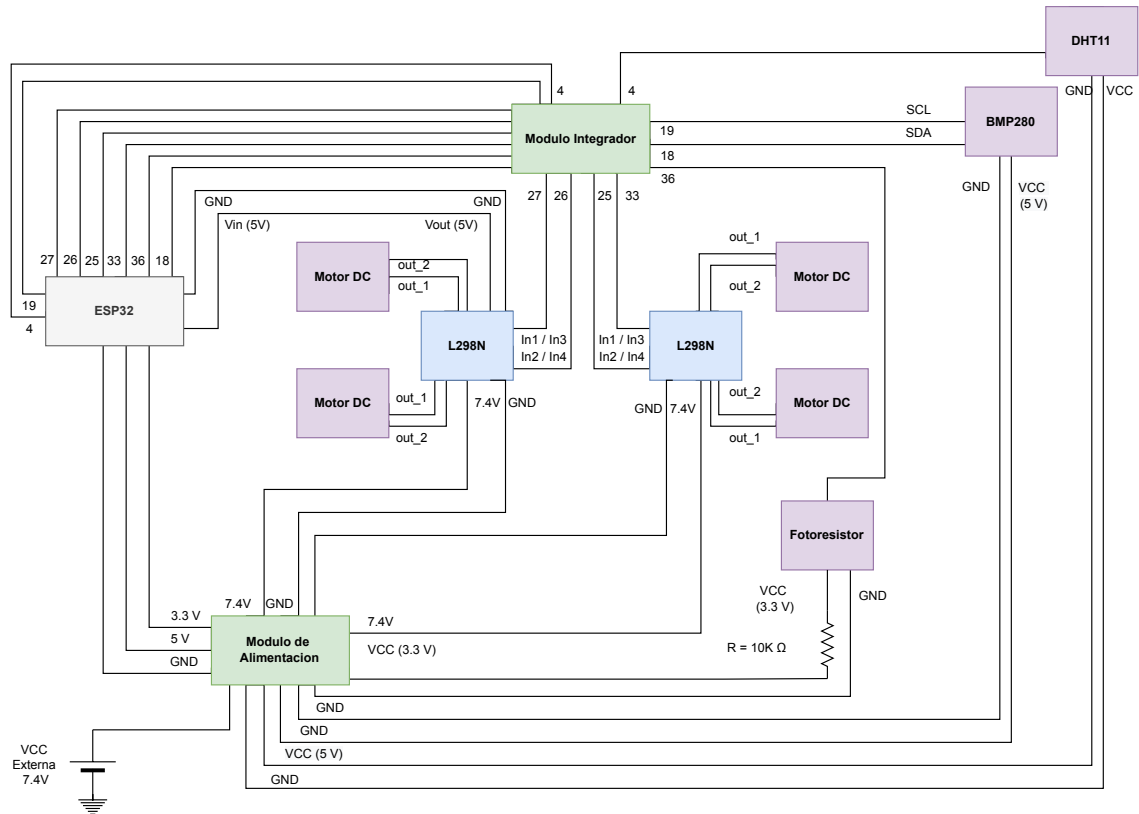 DHT11
GND
VCC
4
4
SCL
BMP280
Modulo Integrador
19
SDA
18
36
GND
VCC
(5 V)
27
26
25
33
GND
GND
Vin (5V)
Vout (5V)
27
26
25
33
36
18
Motor DC
out_2
out_1
out_1
Motor DC
out_2
19
ESP32
4
L298N
In1 / In3
In2 / In4
In1 / In3
In2 / In4
L298N
Motor DC
out_1
out_2
7.4V
GND
GND
7.4V
out_2
Motor DC
out_1
Fotoresistor
VCC
(3.3 V)
GND
3.3 V
7.4V
GND
7.4V
5 V
Modulo de
Alimentacion
VCC (3.3 V)
R = 10K Ω
GND
GND
GND
VCC (5 V)
GND
VCC
Externa
7.4V